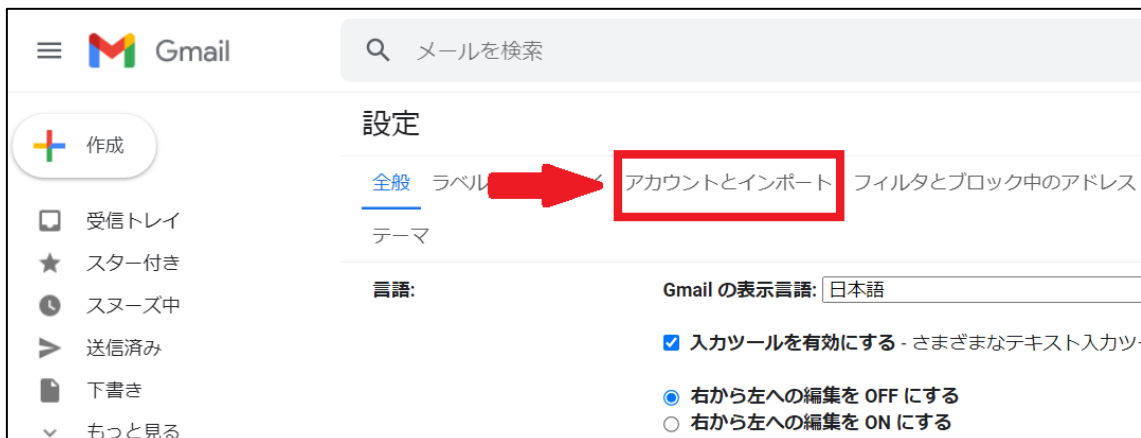 Gmail
メールを検索
作成
受信トレイ
スター付き
スヌーズ中
送信済み
下書き
もっと見る
設定
全般 ラベル アカウントとインポート フィルタとブロック中のアドレス
テーマ
言語: Gmail の表示言語: 日本語
入力ツールを有効にする - さまざまなテキスト入力ツー
右から左への編集を OFF にする
右から左への編集を ON にする